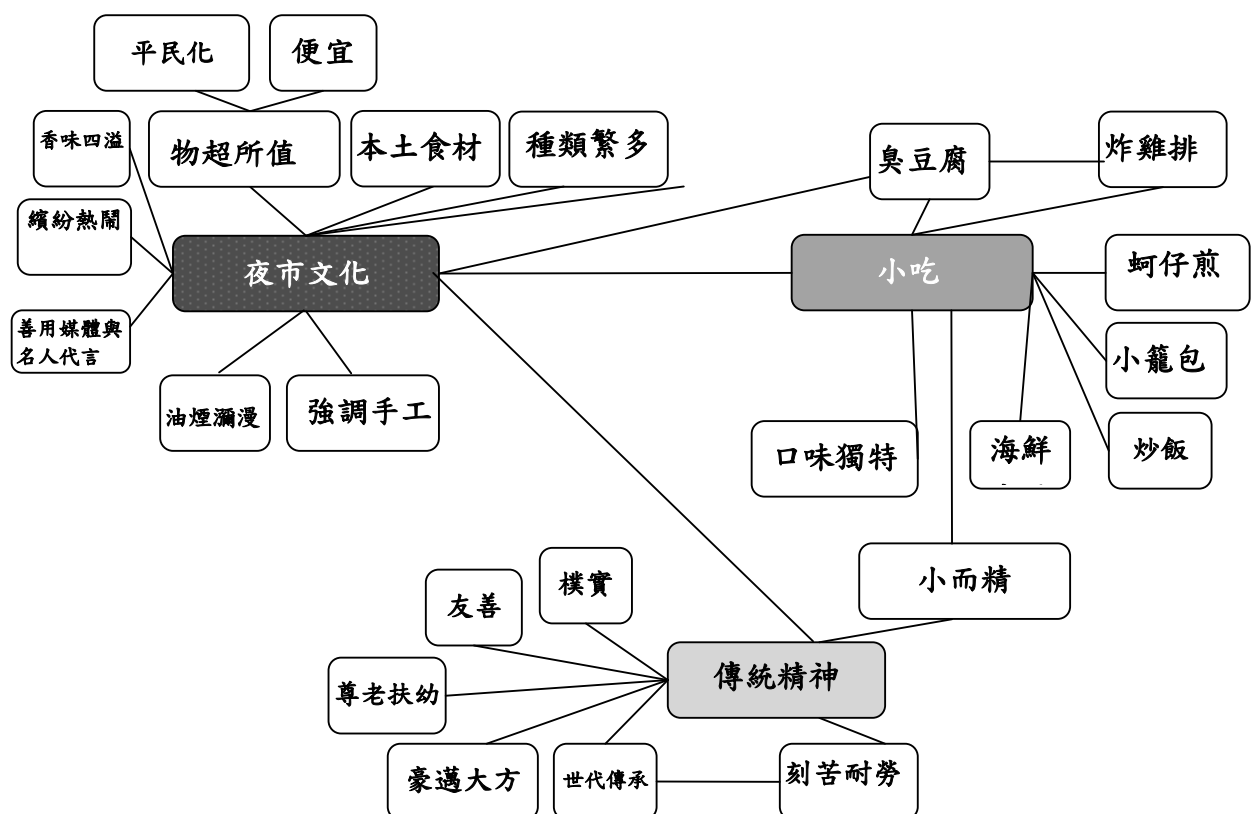 平民化
便宜
香味四溢
物超所值
本土食材
種類繁多
臭豆腐
炸雞排
繽紛熱鬧
夜市文化
小吃
蚵仔煎
善用媒體與
名人代言
小籠包
油煙瀰漫
強調手工
口味獨特
海鮮
炒飯
小而精
友善
樸實
傳統精神
尊老扶幼
豪邁大方
世代傳承
刻苦耐勞